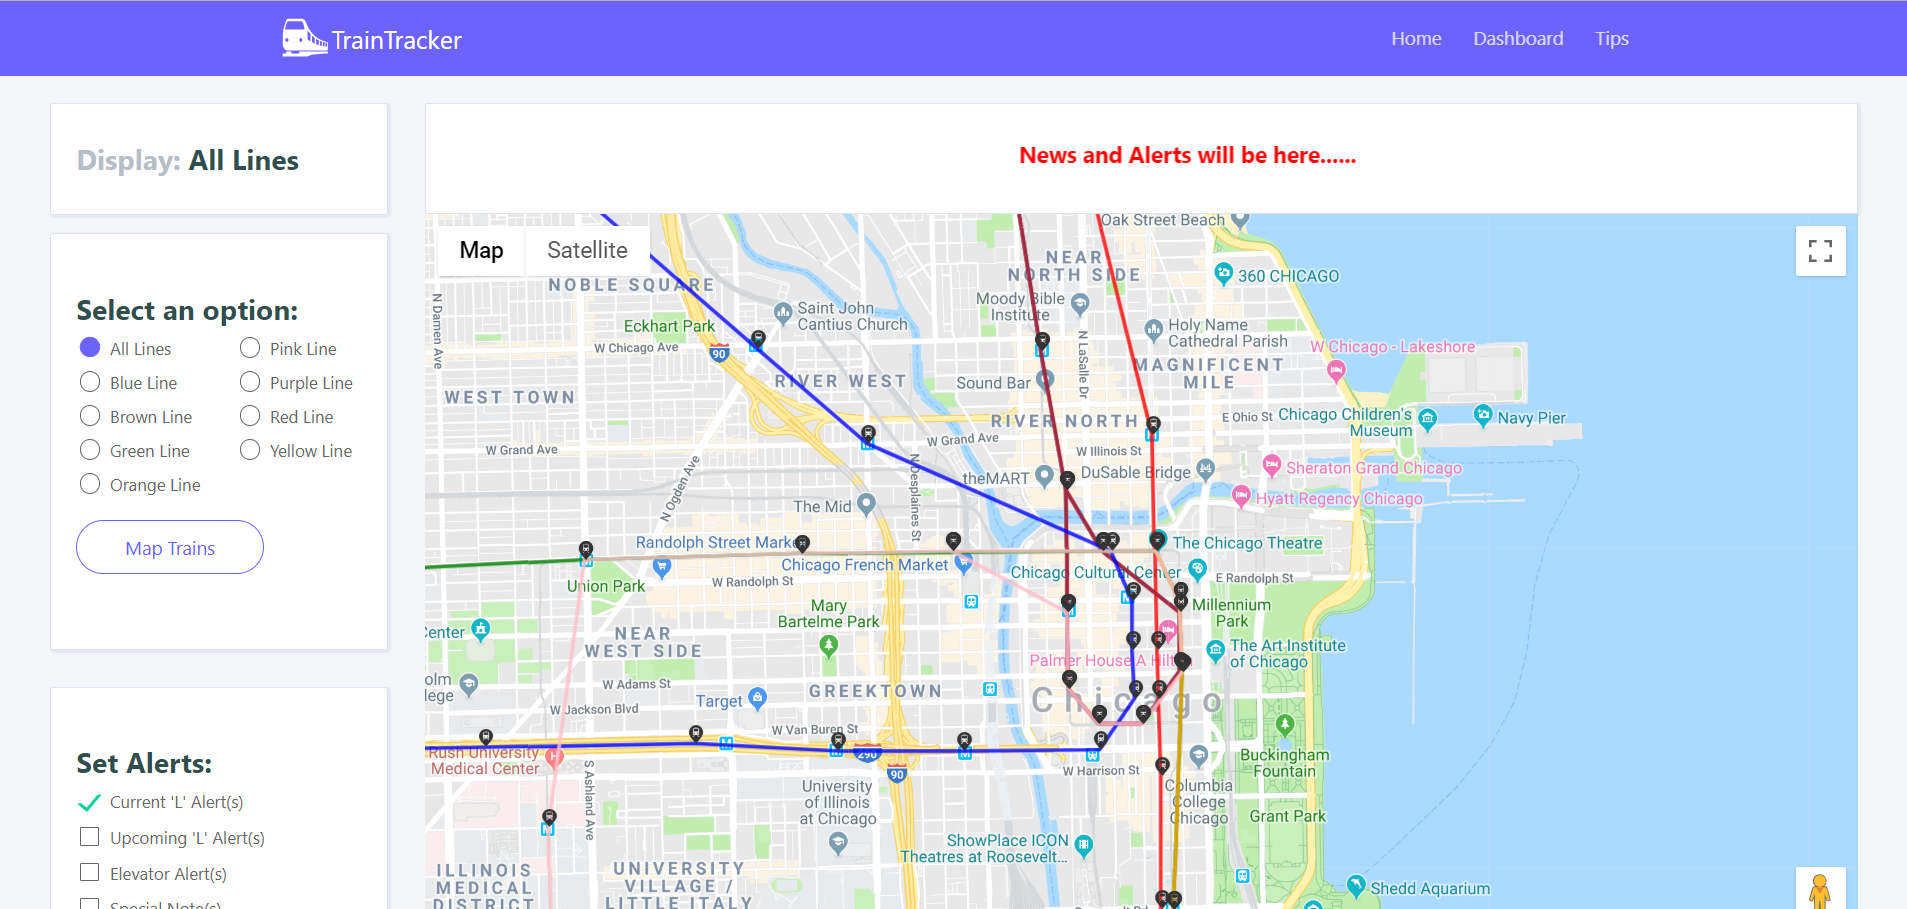 TrainTracker
Home
Dashboard
Tips
Display: All Lines
Select an option:
All Lines
Pink Line
Blue Line
Purple Line
Brown Line
Red Line
Green Line
Yellow Line
Orange Line
Map Trains
Set Alerts:
Current 'L' Alert(s)
Upcoming 'L' Alert(s)
Elevator Alert(s)
Special Note(s)
News and Alerts will be here......
Map
Satellite
Oak Street Beach
NEAR
NORTH SIDE
360 CHICAGO
NOBLE SQUARE
N Damen Ave
Saint John
Cantius Church
Moody Bible
Institute
Eckhart Park
W Chicago Ave
90
N LaSalle Dr
Holy Name
Cathedral Parish
W Chicago - Lakeshore
MAGNIFICENT
MILE
RIVER WEST
Sound Bar
WEST TOWN
RIVER NORTH
E Ohio St
Chicago Children's
Museum
Navy Pier
W Grand Ave
W Grand Ave
W Illinois St
N Ogden Ave
N Desplaines St
theMART
DuSable Bridge
Sheraton Grand Chicago
Hyatt Regency Chicago
The Mid
Randolph Street Marke
The Chicago Theatre
Chicago French Market
Chicago Cultural Center
E Randolph St
Union Park
W Randolph St
Mary
Bartelme Park
Millennium
Park
Center
NEAR
WEST SIDE
The Art Institute
of Chicago
Palmer House A Hilt
olm
lege
W Adams St
GREEKTOWN
Target
Chicago
W Jackson Blvd
W Van Buren St
Rush University
Medical Center
290
90
W Harrison St
Buckingham
Fountain
S Ashland Ave
University
of Illinois
at Chicago
Columbia
College
Chicago
Grant Park
ShowPlace ICON
Theatres at Roosevelt...
ILLINOIS
MEDICAL
DISTRICT
UNIVERSITY
VILLAGE /
LITTLE ITALY
Shedd Aquarium